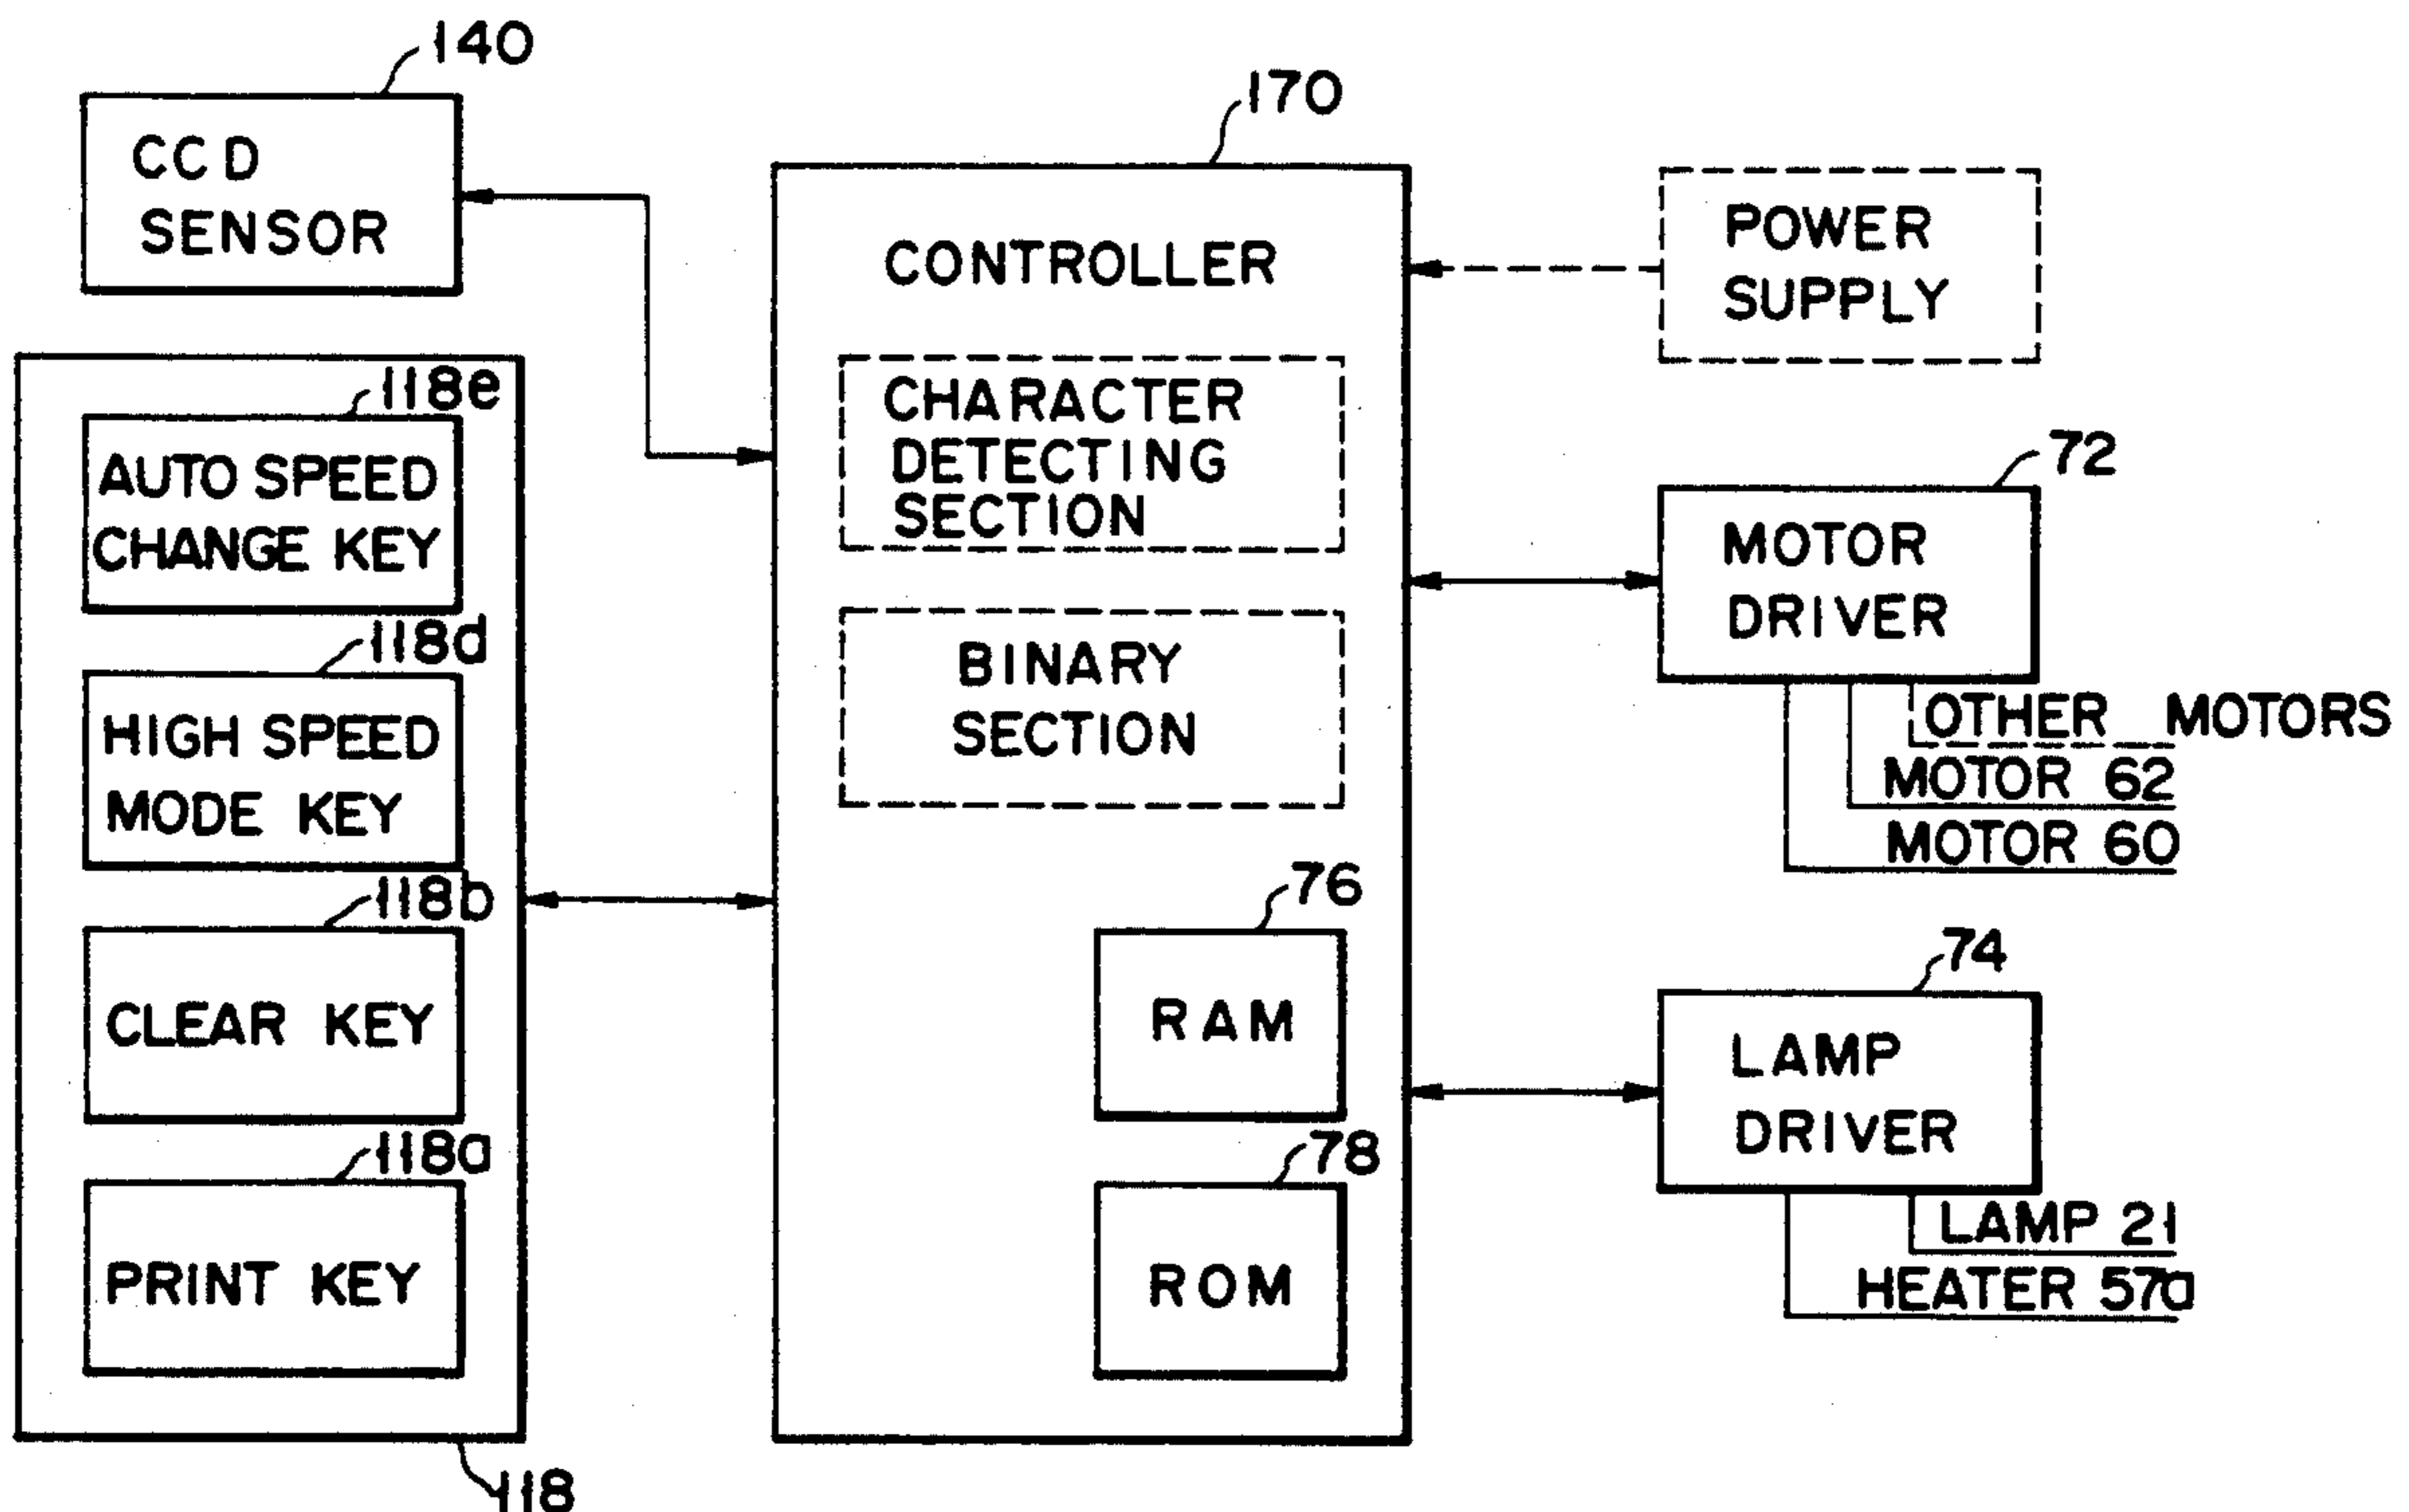 140
CCD
SENSOR
118e
AUTO SPEED
CHANGE KEY
118d
HIGH SPEED
MODE KEY
118b
CLEAR KEY
118a
PRINT KEY
118
170
CONTROLLER
CHARACTER
DETECTING
SECTION
BINARY
SECTION
76
RAM
78
ROM
POWER
SUPPLY
72
MOTOR
DRIVER
OTHER MOTORS
MOTOR 62
MOTOR 60
74
LAMP
DRIVER
LAMP 21
HEATER 57a